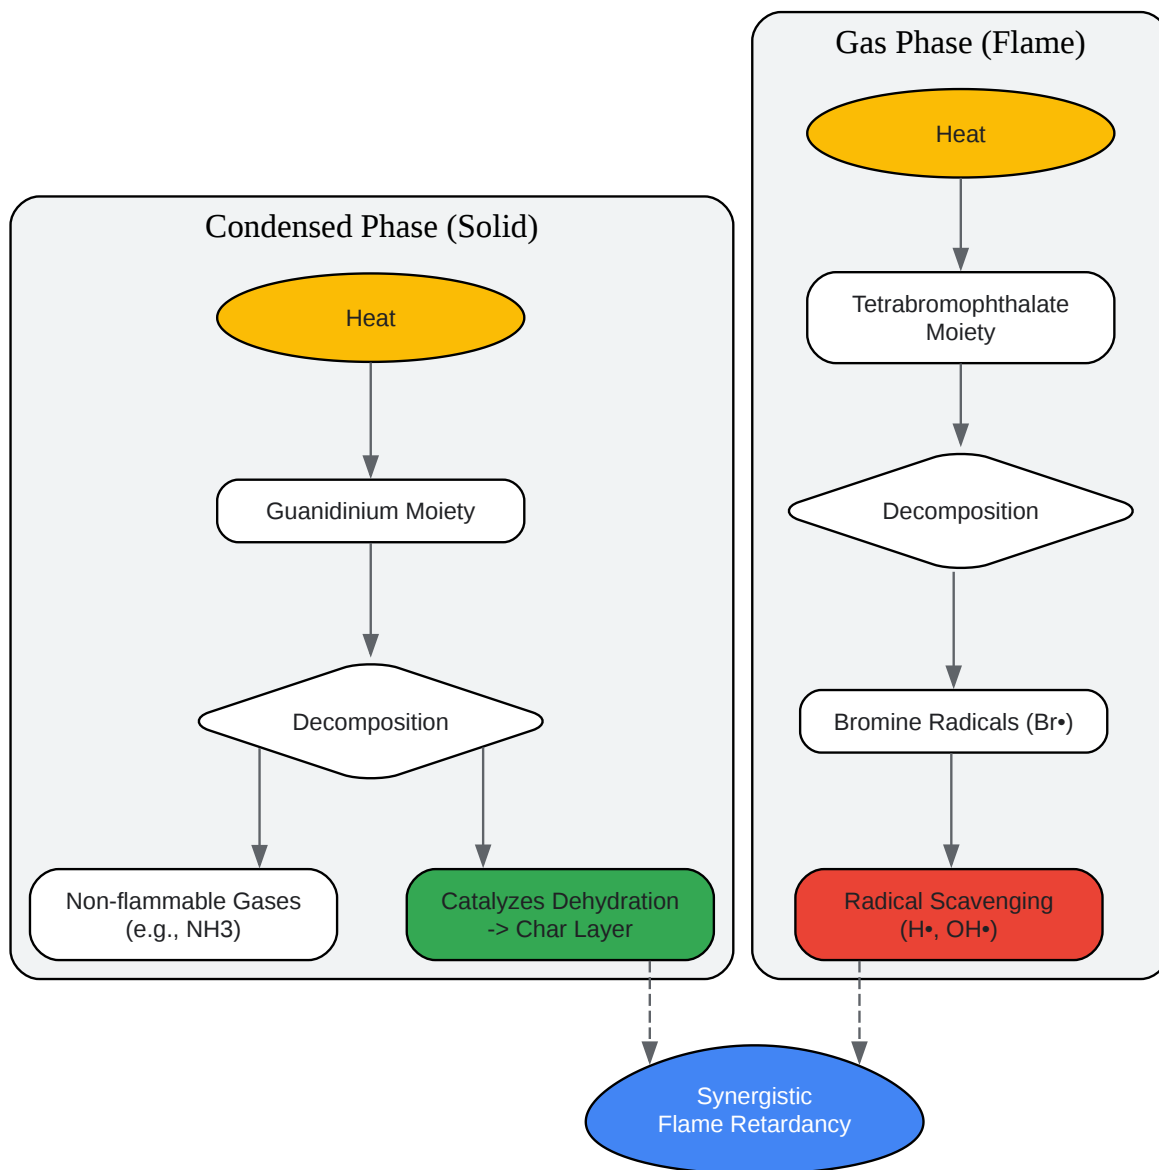 Gas Phase (Flame)
Heat
Tetrabromophthalate
Moiety
Decomposition
Bromine Radicals (Br•)
Radical Scavenging
(H•, OH•)
Condensed Phase (Solid)
Heat
Guanidinium Moiety
Decomposition
Non-flammable Gases
(e.g., NH3)
Catalyzes Dehydration
-> Char Layer
Synergistic
Flame Retardancy